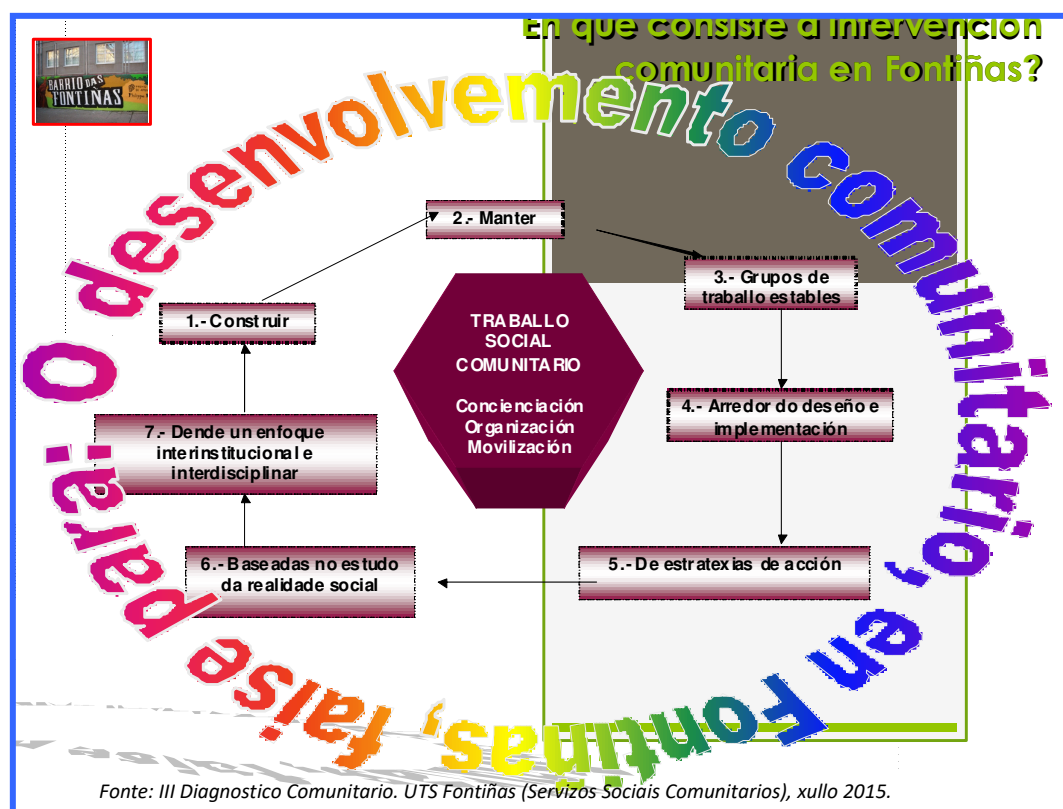 En que consiste a intervención
comunitaria en Fontiñas?
BARRIO DAS
FONTIÑAS
O desenvolvemento comunitario, en Fontiñas, faise para:
2.- Manter
3.- Grupos de
traballo estables
1.- Construir
TRABALLO
SOCIAL
COMUNITARIO
Concienciación
Organización
Movilización
4.- Arredor do deseño e
implementación
7.- Dende un enfoque
interinstitucional e
interdisciplinar
5.- De estratexias de acción
6.- Baseadas no estudo
da realidade social
Fonte: III Diagnostico Comunitario. UTS Fontiñas (Servizos Sociais Comunitarios), xullo 2015.